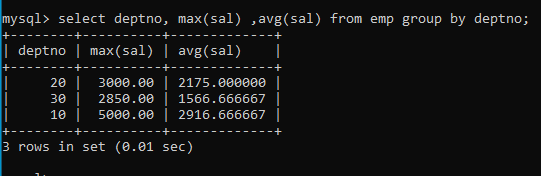 mysql> select deptno, max(sal) ,avg(sal) from emp group by deptno;
+--------+----------+-------------+
| deptno | max(sal) | avg(sal)    |
+--------+----------+-------------+
|     20 |  3000.00 | 2175.000000 |
|     30 |  2850.00 | 1566.666667 |
|     10 |  5000.00 | 2916.666667 |
+--------+----------+-------------+
3 rows in set (0.01 sec)